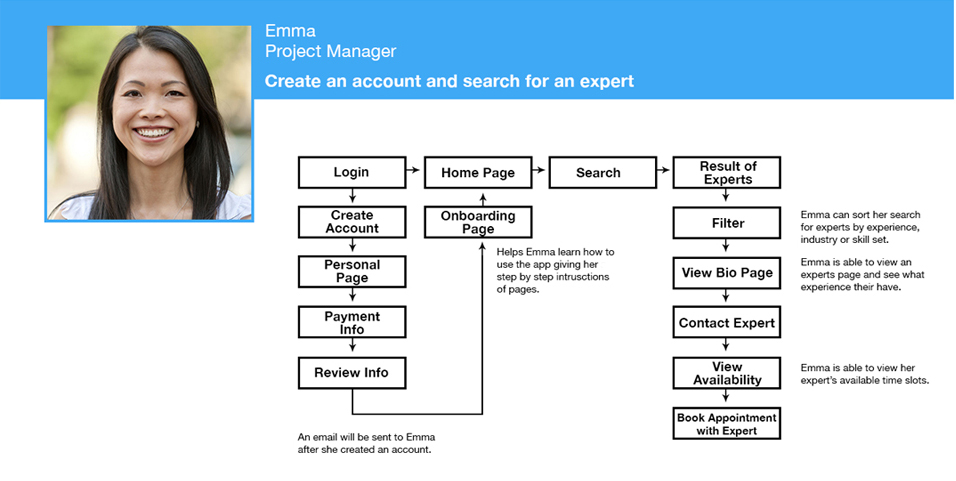 Emma
Project Manager
Create an account and search for an expert
Login
Home Page
Search
Result of
Experts
Create
Account
Onboarding
Page
Filter
Emma can sort her search
for experts by experience,
industry or skill set.
Helps Emma learn how to
use the app giving her
step by step intrusctions
of pages.
Personal
Page
View Bio Page
Emma is able to view an
experts page and see what
experience their have.
Payment
Info
Contact Expert
Review Info
View
Availability
Emma is able to view her
expert's available time slots.
Book Appointment
with Expert
An email will be sent to Emma
after she created an account.